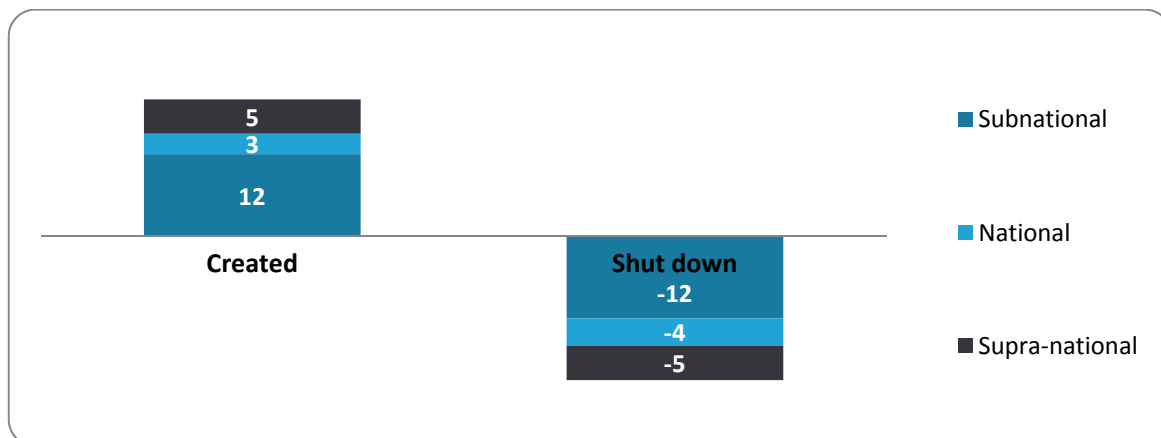 5
3
12
Created
Shut down
-12
-4
-5
Subnational
National
Supra-national